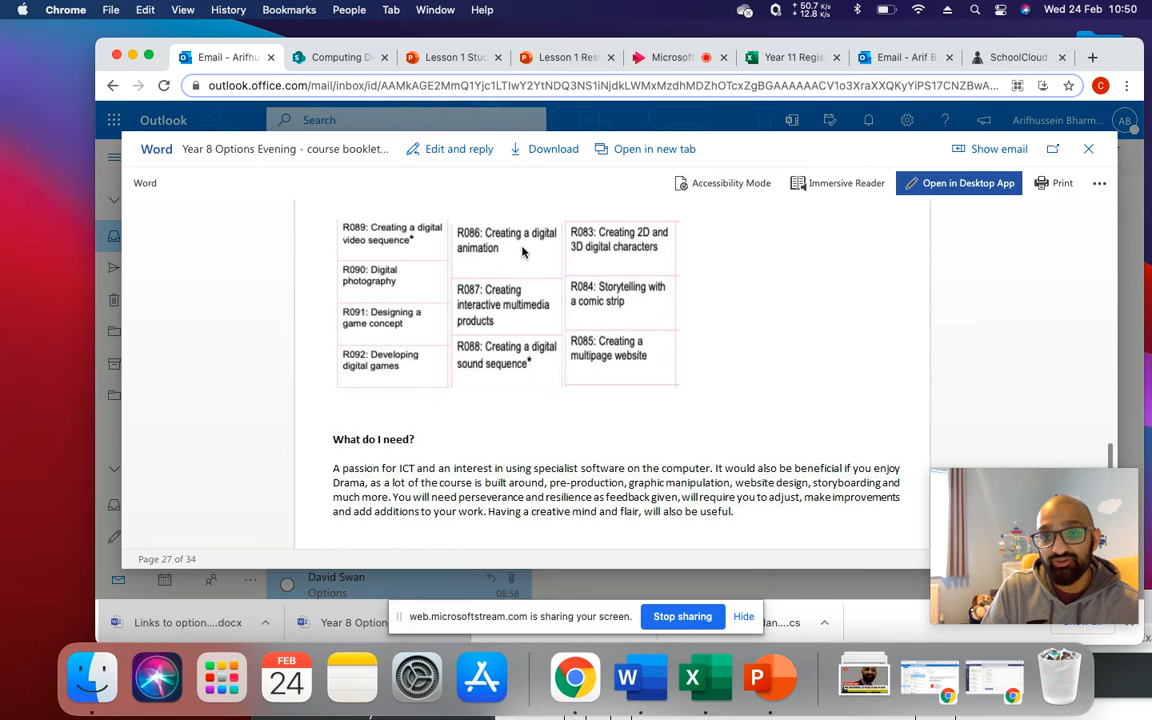 Chrome File Edit View History Bookmarks People Tab Window Help
50.7 K/s
12.8 K/s
Wed 24 Feb 10:50
Email - Arifhu
Computing D
Lesson 1 Stu
Lesson 1 Res
Microsoft
Year 11 Regis
Email - Arif B
SchoolCloud
outlook.office.com/mail/inbox/id/
C
Outlook
Search
Arifhussein Bharm...
AB
Word Year 8 Options Evening - course booklet... Edit and reply Download Open in new tab Show email
Word Accessibility Mode Immersive Reader Open in Desktop App Print
R089: Creating a digital
video sequence*
R090: Digital
photography
R091: Designing a
game concept
R092: Developing
digital games
R086: Creating a digital
animation
R087: Creating
interactive multimedia
products
R088: Creating a digital
sound sequence*
R083: Creating 2D and
3D digital characters
R084: Storytelling with
a comic strip
R085: Creating a
multipage website
What do I need?
A passion for ICT and an interest in using specialist software on the computer. It would also be beneficial if you enjoy
Drama, as a lot of the course is built around, pre-production, graphic manipulation, website design, storyboarding and
much more. You will need perseverance and resilience as feedback given, will require you to adjust, make improvements
and add additions to your work. Having a creative mind and flair, will also be useful.
Page 27 of 34
David Swan
Options
08:58
web.microsoftstream.com is sharing your screen. Stop sharing Hide
Links to option....docx
Year 8 Option
an....cs
FEB
24
W
X
P